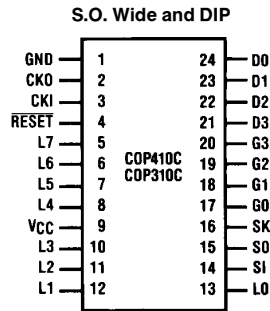 S.O. Wide and DIP
GND 1 24 D0
CKO 2 23 D1
CKI 3 22 D2
RESET 4 21 D3
L7 5 20 G3
L6 6 COP410C 19 G2
L5 7 COP310C 18 G1
L4 8 17 G0
VCC 9 16 SK
L3 10 15 SO
L2 11 14 SI
L1 12 13 L0